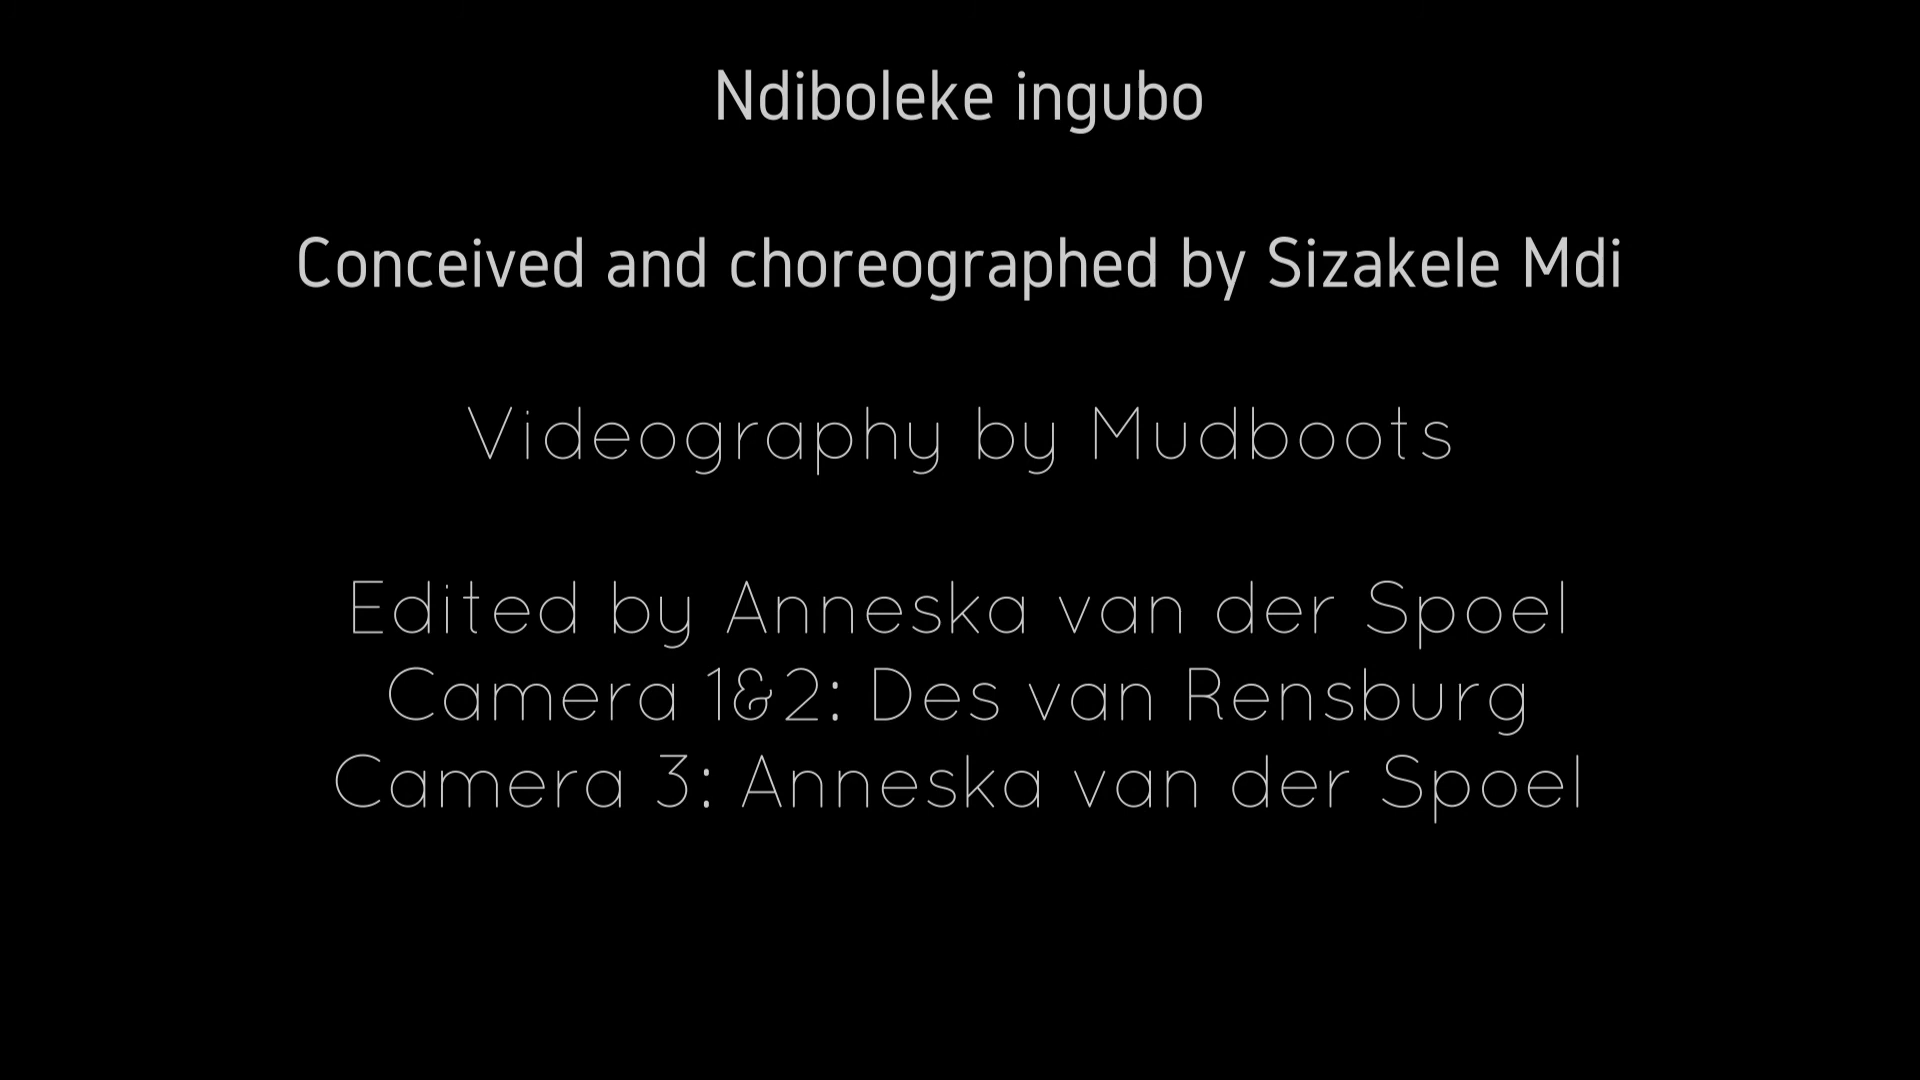 Ndiboleke ingubo
Conceived and choreographed by Sizakele Mdi
Videography by Mudboots
Edited by Anneska van der Spoel
Camera 1&2: Des van Rensburg
Camera 3: Anneska van der Spoel